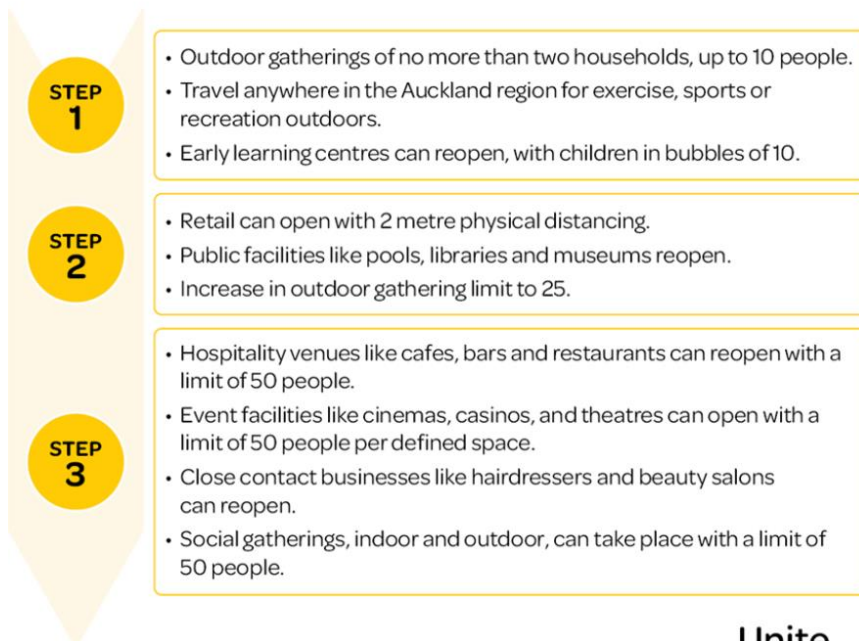 STEP
1
• Outdoor gatherings of no more than two households, up to 10 people.
• Travel anywhere in the Auckland region for exercise, sports or
recreation outdoors.
• Early learning centres can reopen, with children in bubbles of 10.
STEP
2
• Retail can open with 2 metre physical distancing.
• Public facilities like pools, libraries and museums reopen.
• Increase in outdoor gathering limit to 25.
STEP
3
• Hospitality venues like cafes, bars and restaurants can reopen with a
limit of 50 people.
• Event facilities like cinemas, casinos, and theatres can open with a
limit of 50 people per defined space.
• Close contact businesses like hairdressers and beauty salons
can reopen.
• Social gatherings, indoor and outdoor, can take place with a limit of
50 people.
Unite